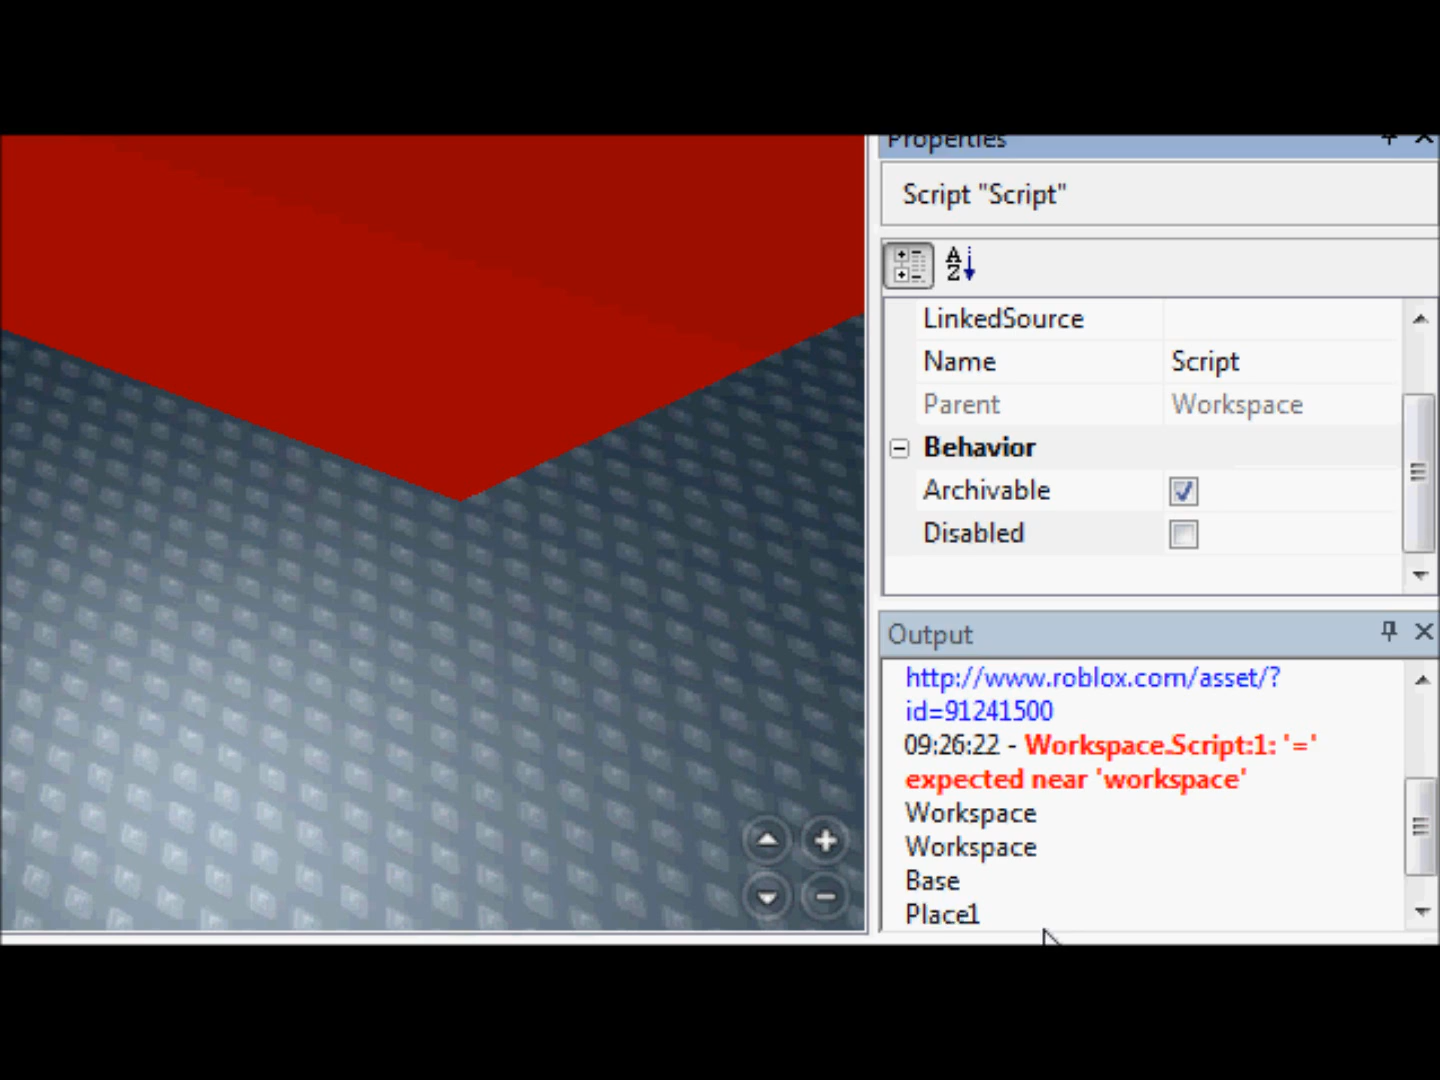 Properties
Script "Script"
A
Z
LinkedSource
Name Script
Parent Workspace
Behavior
Archivable
Disabled
Output
http://www.roblox.com/asset/?
id=91241500
09:26:22 - Workspace.Script:1: '='
expected near 'workspace'
Workspace
Workspace
Base
Place1